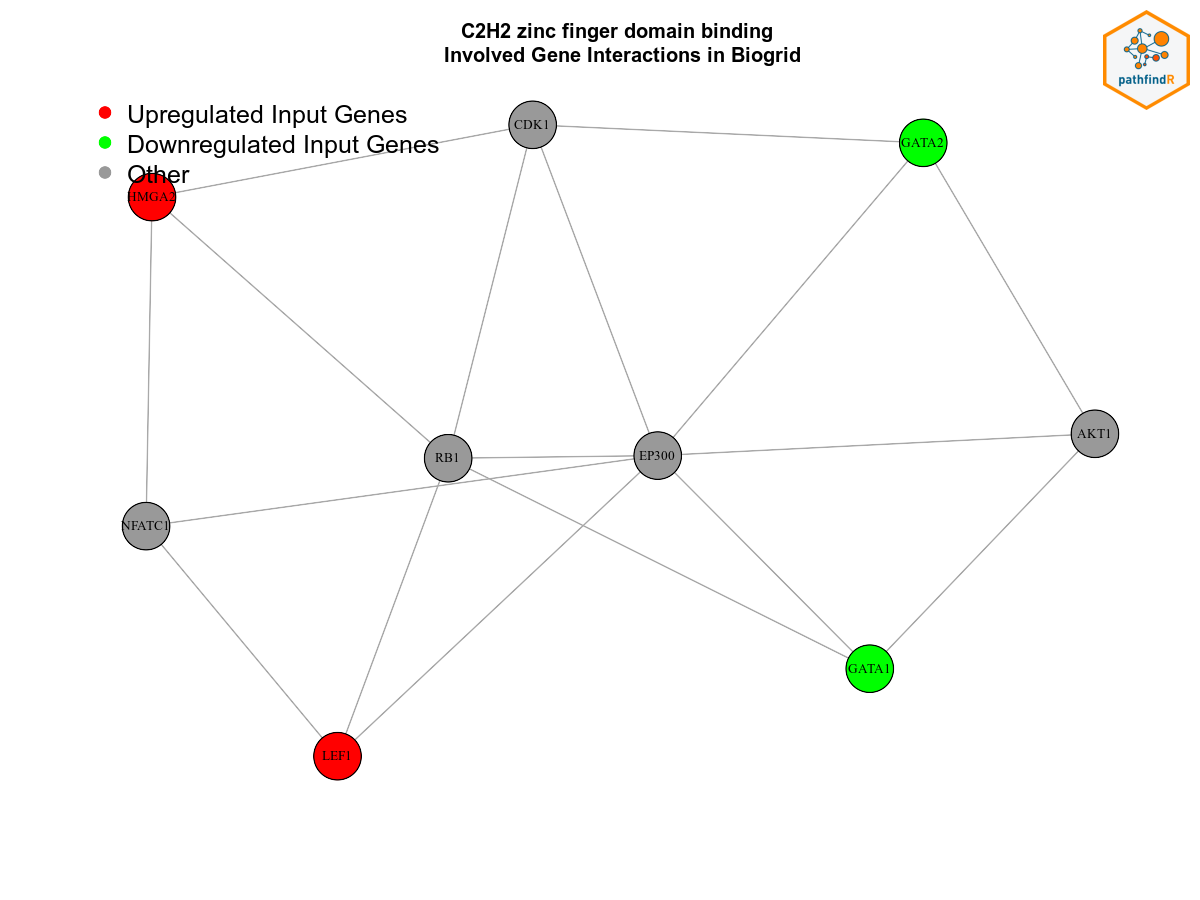 C2H2 zinc finger domain binding
Involved Gene Interactions in Biogrid
pathfindR
Upregulated Input Genes
Downregulated Input Genes
Other
CDK1
GATA2
HMGA2
AKT1
RB1
EP300
NFATC1
GATA1
LEF1